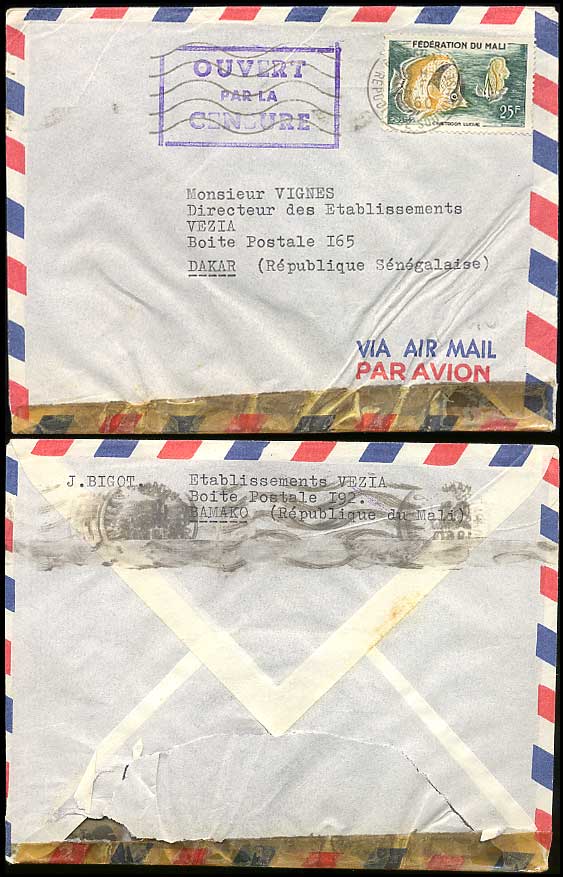 OUVERT
PAR LA
CENSURE
FÉDÉRATION DU MALI
25F
Monsieur VIGNES
Directeur des Etablissements
VEZIA
Boite Postale I65
DAKAR (République Sénégalaise)
VIA AIR MAIL
PAR AVION
J.BIGOT. Etablissements VEZIA
Boite Postale I92.
BAMAKO (République du Mali)